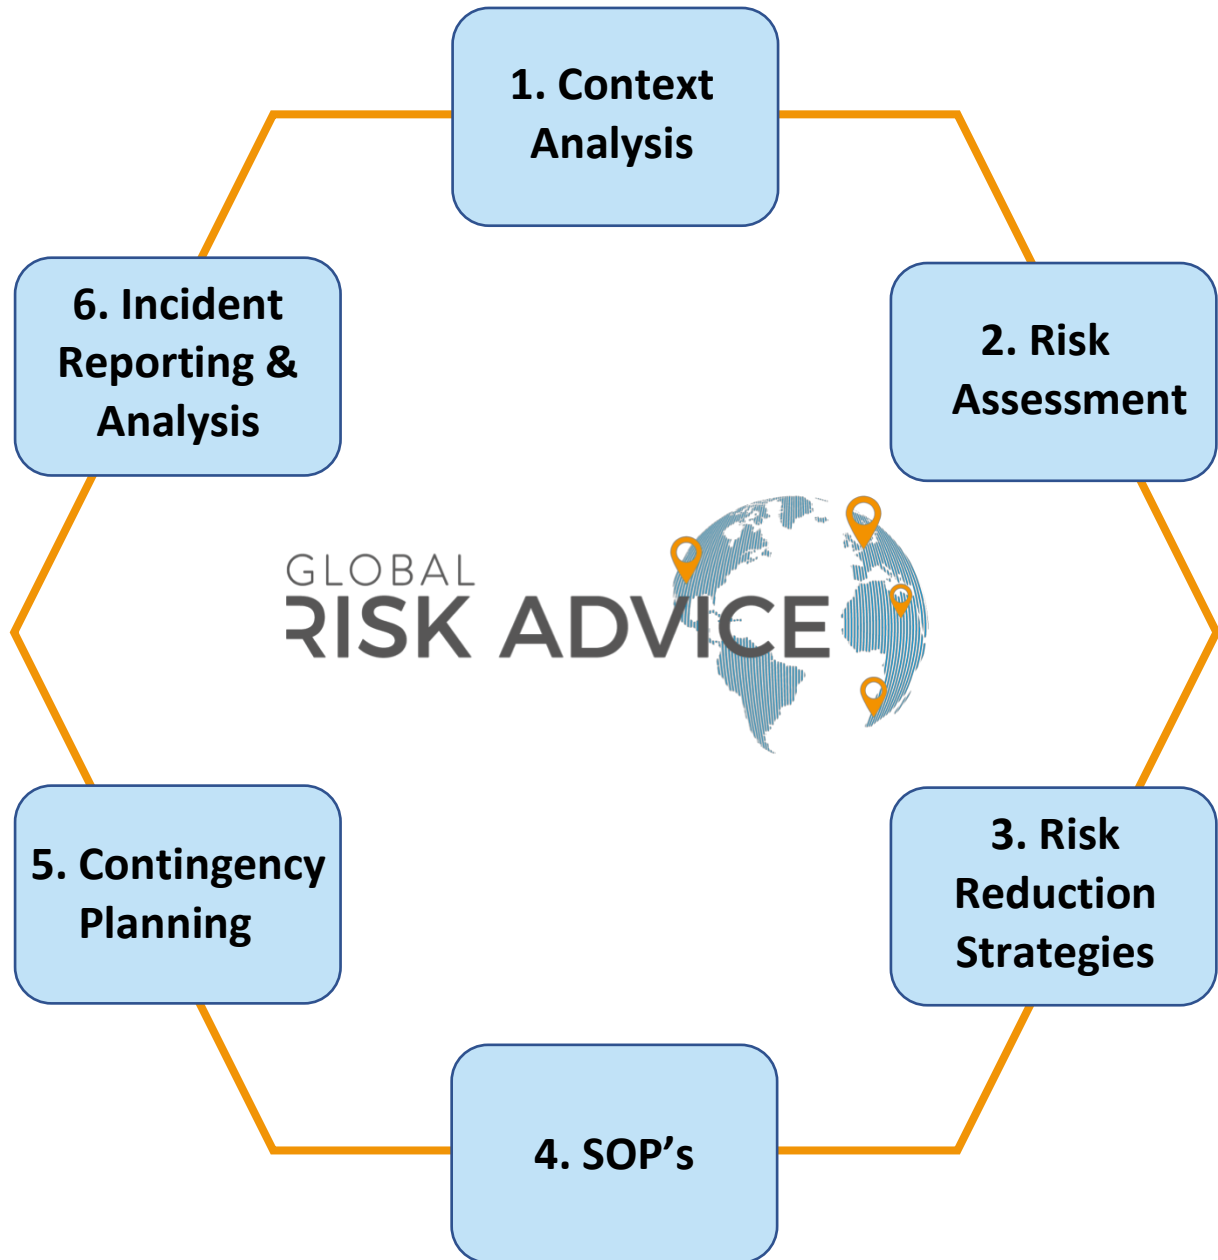 1. Context
Analysis
2. Risk
Assessment
3. Risk
Reduction
Strategies
4. SOP’s
5. Contingency
Planning
6. Incident
Reporting &
Analysis
GLOBAL
RISK ADVICE